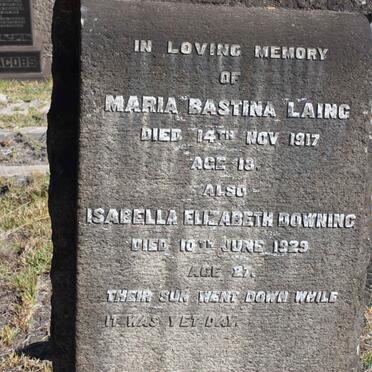 JACOBS
IN LOVING MEMORY
OF
MARIA BASTINA LAING
DIED 14TH NOV 1917
AGE 18.
ALSO
ISABELLA ELIZABETH DOWNING
DIED 10TH JUNE 1929
AGE 27.
THEIR SUN WENT DOWN WHILE
IT WAS YET DAY.